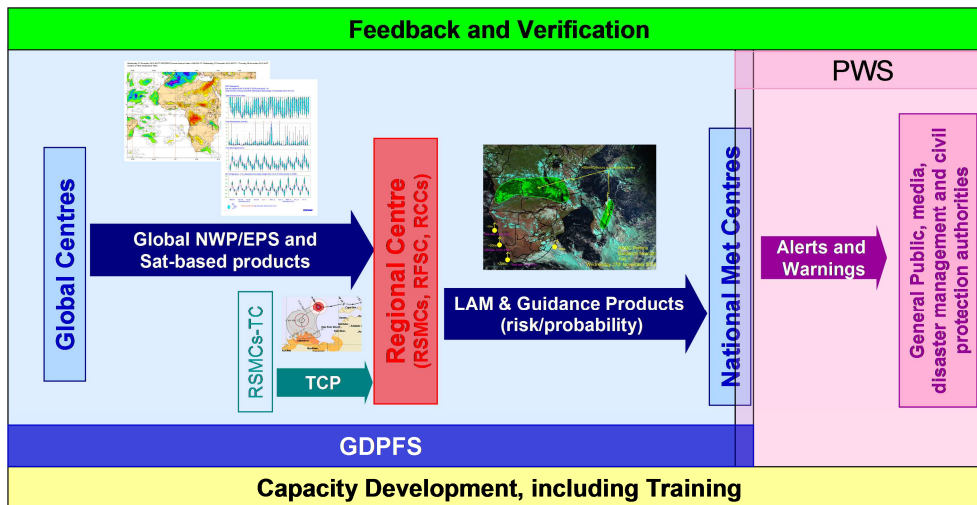 Feedback and Verification
PWS
Global Centres
Global NWP/EPS and
Sat-based products
RSMCs-TC
TCP
Regional Centre
(RSMCs, RFSC, RCCs)
LAM & Guidance Products
(risk/probability)
National Met Centres
Alerts and
Warnings
General Public, media,
disaster management and civil
protection authorities
GDPFS
Capacity Development, including Training